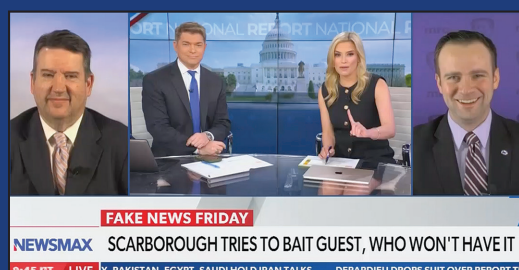 REPORT NATIONAL
FAKE NEWS FRIDAY
NEWSMAX
SCARBOROUGH TRIES TO BAIT GUEST, WHO WON'T HAVE IT
LIVE
PAKISTAN, EGYPT, SAUDI HOLD IRAN TALKS
DEPARDIEU DROPS SUIT OVER REPORT